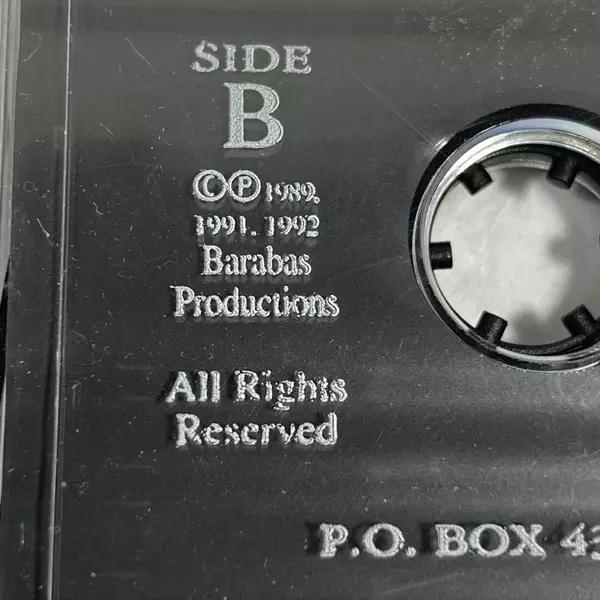 SIDE
B
©℗1989,
1991, 1992
Barabas
Productions
All Rights
Reserved
P.O. BOX